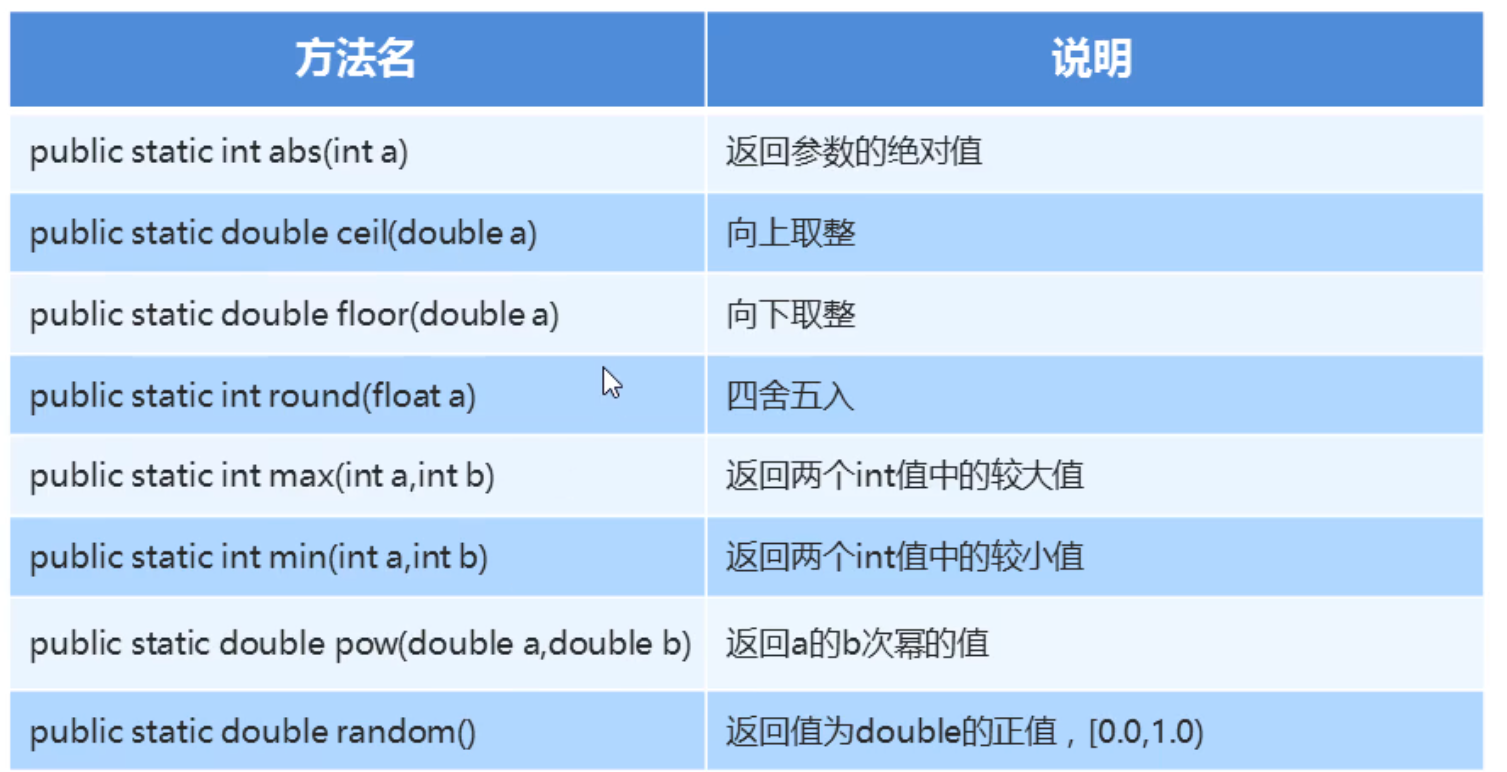 方法名 说明
public static int abs(int a) 返回参数的绝对值
public static double ceil(double a) 向上取整
public static double floor(double a) 向下取整
public static int round(float a) 四舍五入
public static int max(int a,int b) 返回两个int值中的较大值
public static int min(int a,int b) 返回两个int值中的较小值
public static double pow(double a,double b) 返回a的b次幂的值
public static double random() 返回值为double的正值，[0.0,1.0)